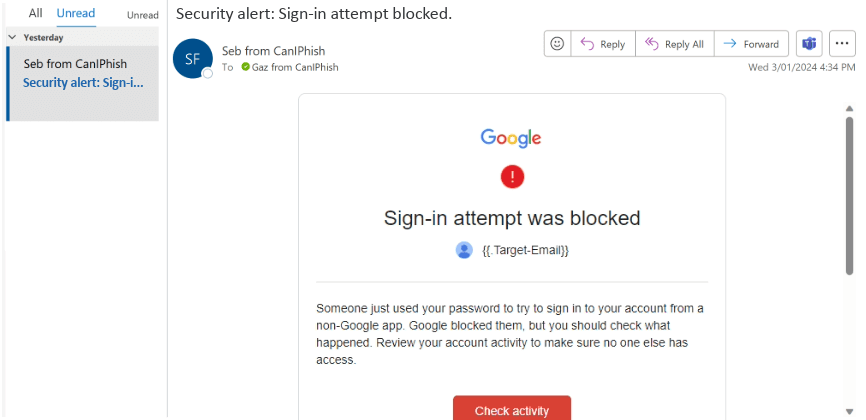 All Unread Unread
Yesterday
Seb from CanIPhish
Security alert: Sign-i...
Security alert: Sign-in attempt blocked.
SF
Seb from CanIPhish
To Gaz from CanIPhish
Reply Reply All Forward
Wed 3/01/2024 4:34 PM
Google
!
Sign-in attempt was blocked
{{.Target-Email}}
Someone just used your password to try to sign in to your account from a
non-Google app. Google blocked them, but you should check what
happened. Review your account activity to make sure no one else has
access.
Check activity